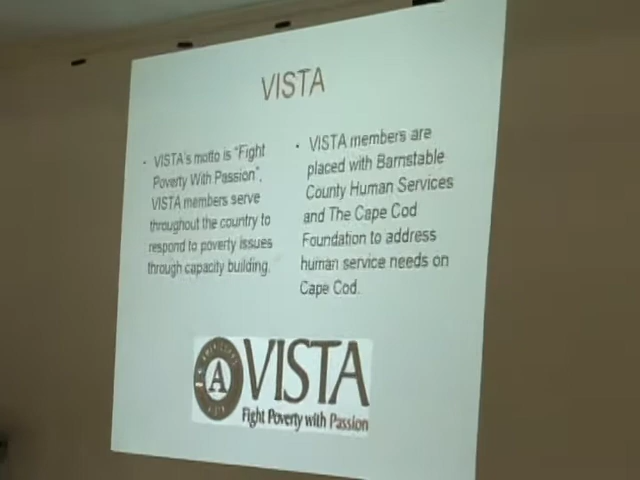 VISTA
• VISTA's motto is "Fight
Poverty With Passion",
VISTA members serve
throughout the country to
respond to poverty issues
through capacity building.
• VISTA members are
placed with Barnstable
County Human Services
and The Cape Cod
Foundation to address
human service needs on
Cape Cod.
A
VISTA
Fight Poverty with Passion